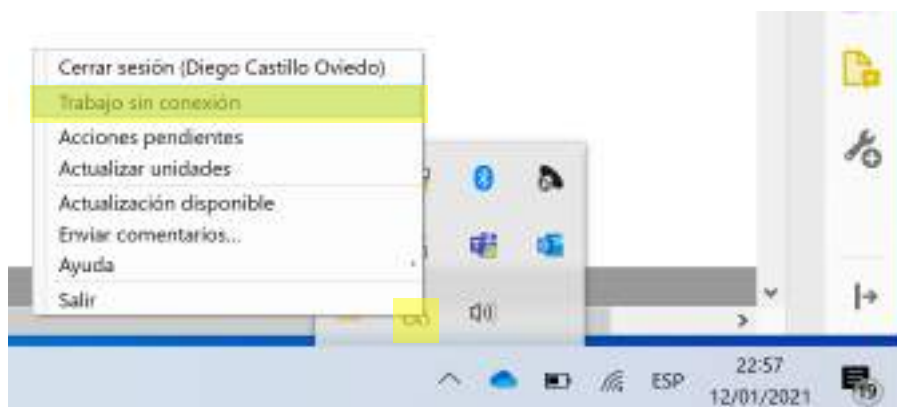 Cerrar sesión (Diego Castillo Oviedo)
Trabajo sin conexión
Acciones pendientes
Actualizar unidades
Actualización disponible
Enviar comentarios...
Ayuda
Salir
ESP
22:57
12/01/2021
19